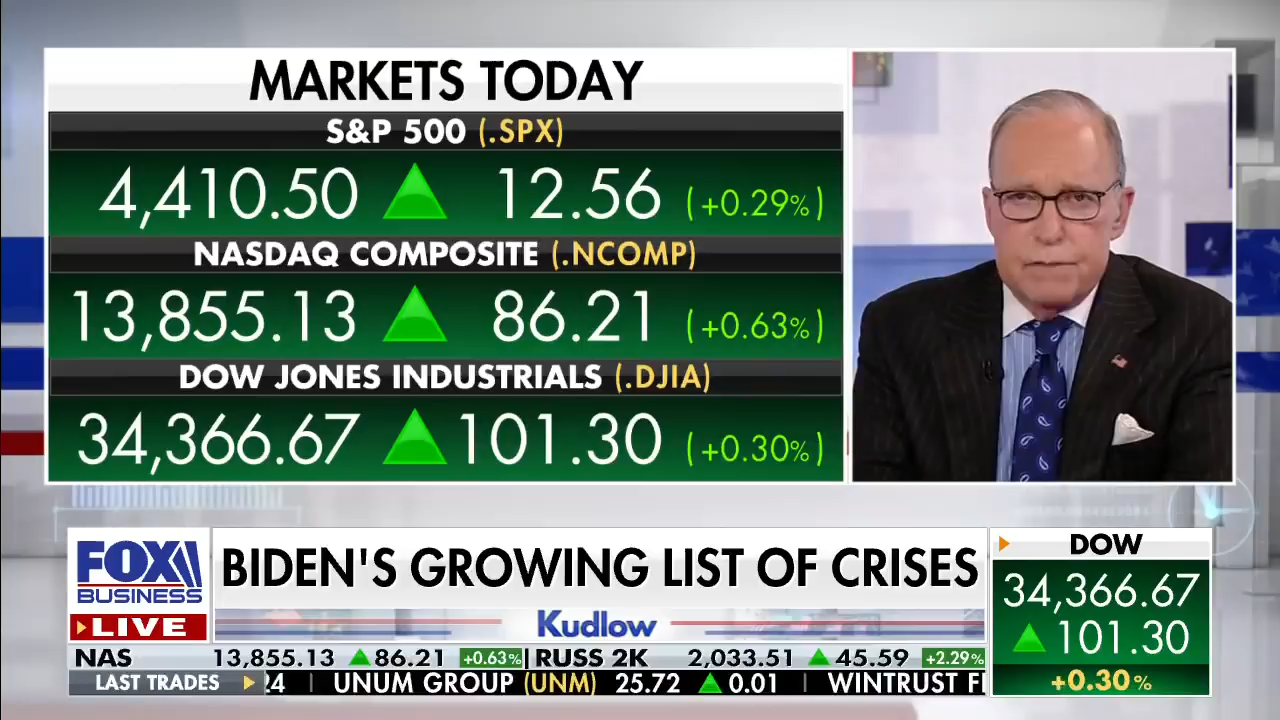 MARKETS TODAY
S&P 500 (.SPX)
4,410.50 12.56 (+0.29%)
NASDAQ COMPOSITE (.NCOMP)
13,855.13 86.21 (+0.63%)
DOW JONES INDUSTRIALS (.DJIA)
34,366.67 101.30 (+0.30%)
FOX
BUSINESS
LIVE
BIDEN'S GROWING LIST OF CRISES
Kudlow
DOW
34,366.67
101.30
+0.30%
NAS 13,855.13 86.21 +0.63% RUSS 2K 2,033.51 45.59 +2.29%
LAST TRADES 24 | UNUM GROUP (UNM) 25.72 0.01 | WINTRUST FI